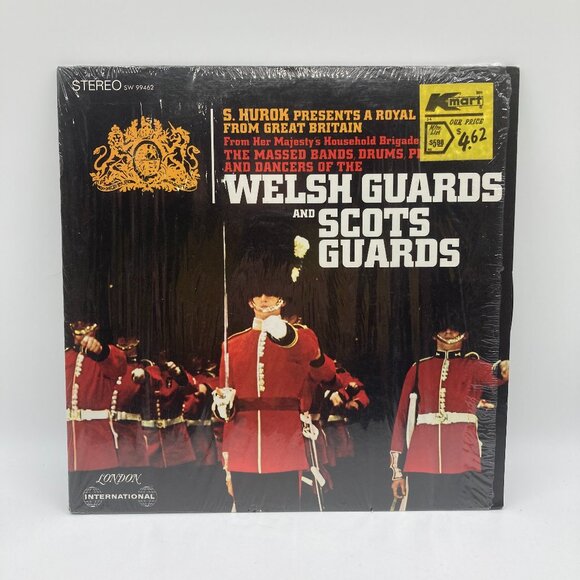 STEREO SW 99462
S. HUROK PRESENTS A ROYAL
FROM GREAT BRITAIN
From Her Majesty's Household Brigade
THE MASSED BANDS, DRUMS,
AND DANCERS OF THE
WELSH GUARDS
AND SCOTS
GUARDS
Kmart
OUR PRICE
$4.62
LONDON
INTERNATIONAL